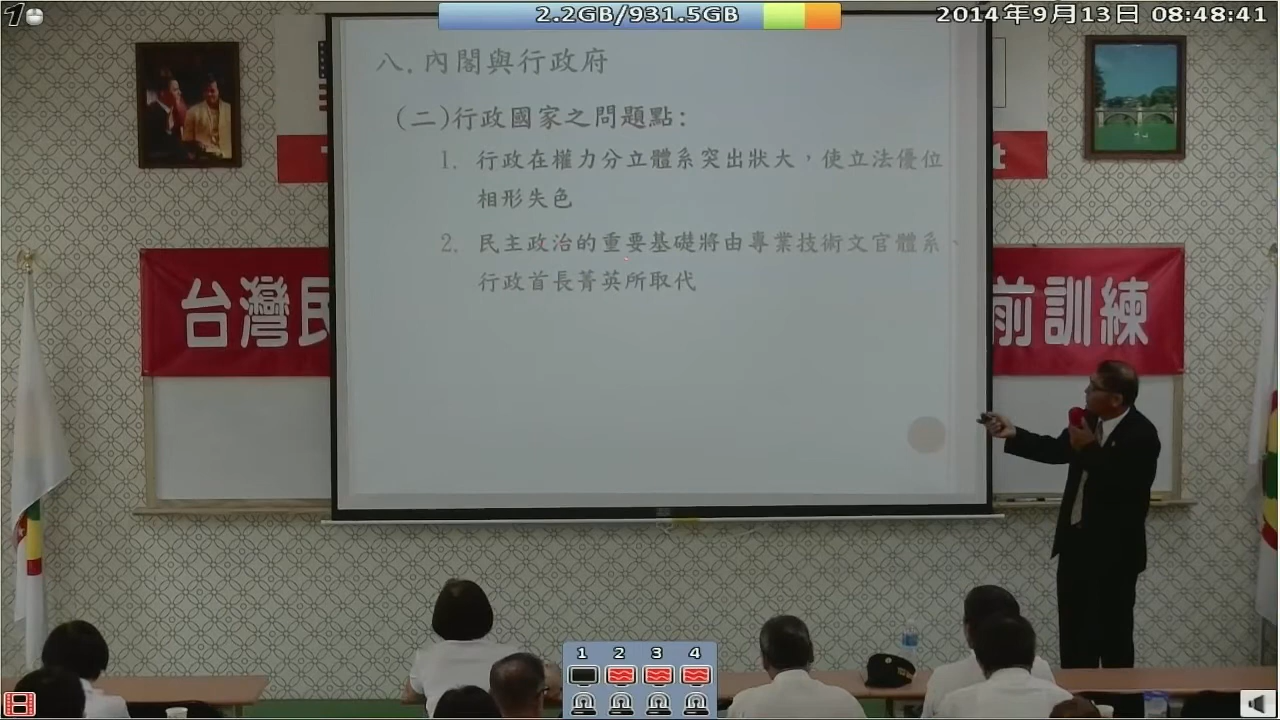 1
2.2GB/931.5GB
2014年9月13日 08:48:41
八. 內閣與行政府
(二)行政國家之問題點:
1. 行政在權力分立體系突出狀大,使立法優位
相形失色
2. 民主政治的重要基礎將由專業技術文官體系、
行政首長菁英所取代
t
台灣民
前訓練
1 2 3 4